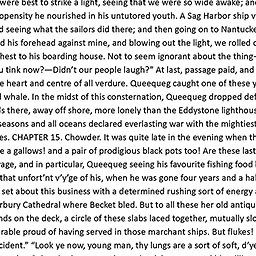 were best to strike a light, seeing that we were so wide awake; and
opensity he nourished in his untutored youth. A Sag Harbor ship v
d seeing what the sailors did there; and then going on to Nantucke
d his forehead against mine, and blowing out the light, we rolled o
hest to his boarding house. Not to seem ignorant about the thing—
u tink now?—Didn't our people laugh?" At last, passage paid, and
e heart and centre of all verdure. Queequeg caught one of these y
l whale. In the midst of this consternation, Queequeg dropped def
ds there, away off shore, more lonely than the Eddystone lighthous
seasons and all oceans declared everlasting war with the mightiest
es. CHAPTER 15. Chowder. It was quite late in the evening when th
e a gallows! and a pair of prodigious black pots too! Are these last
rage, and in particular, Queequeg seeing his favourite fishing food
that unfort'nt v'y'ge of his, when he was gone four years and a hal
set about this business with a determined rushing sort of energy a
rbury Cathedral where Becket bled. But to all these her old antiqu
nds on the deck, a circle of these slabs laced together, mutually slo
rable proud of having served in those marchant ships. But flukes!
cident." "Look ye now, young man, thy lungs are a sort of soft, d'ye